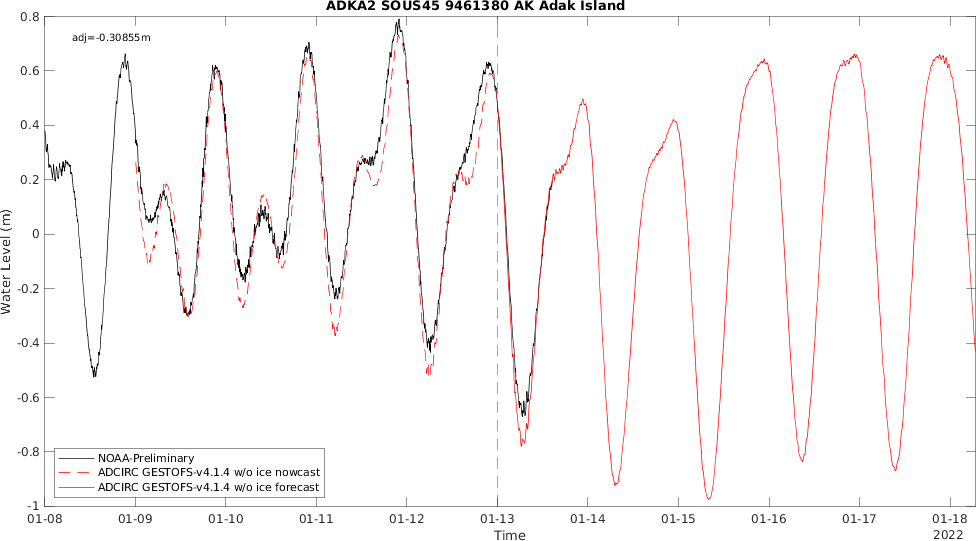 ADKA2 SOUS45 9461380 AK Adak Island
adj=-0.30855m
0.8
0.6
0.4
0.2
0
-0.2
-0.4
-0.6
-0.8
-1
Water Level (m)
NOAA-Preliminary
ADCIRC GESTOFS-v4.1.4 w/o ice nowcast
ADCIRC GESTOFS-v4.1.4 w/o ice forecast
01-08 01-09 01-10 01-11 01-12 01-13 01-14 01-15 01-16 01-17 01-18
Time
2022